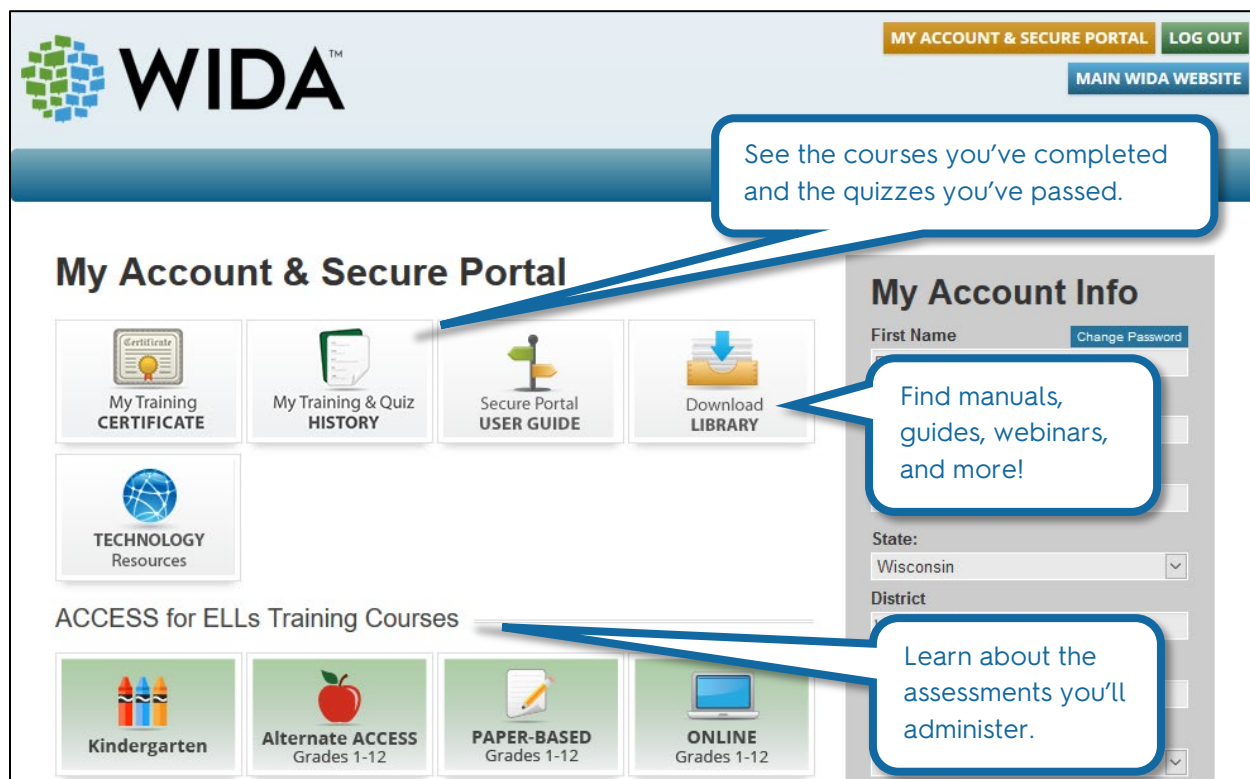 WIDA™
MY ACCOUNT & SECURE PORTAL
LOG OUT
MAIN WIDA WEBSITE
See the courses you've completed
and the quizzes you've passed.
My Account & Secure Portal
Certificate
My Training
CERTIFICATE
My Training & Quiz
HISTORY
Secure Portal
USER GUIDE
Download
LIBRARY
TECHNOLOGY
Resources
My Account Info
First Name
Change Password
Find manuals,
guides, webinars,
and more!
State:
Wisconsin
District
ACCESS for ELLs Training Courses
Learn about the
assessments you'll
administer.
Kindergarten
Alternate ACCESS
Grades 1-12
PAPER-BASED
Grades 1-12
ONLINE
Grades 1-12